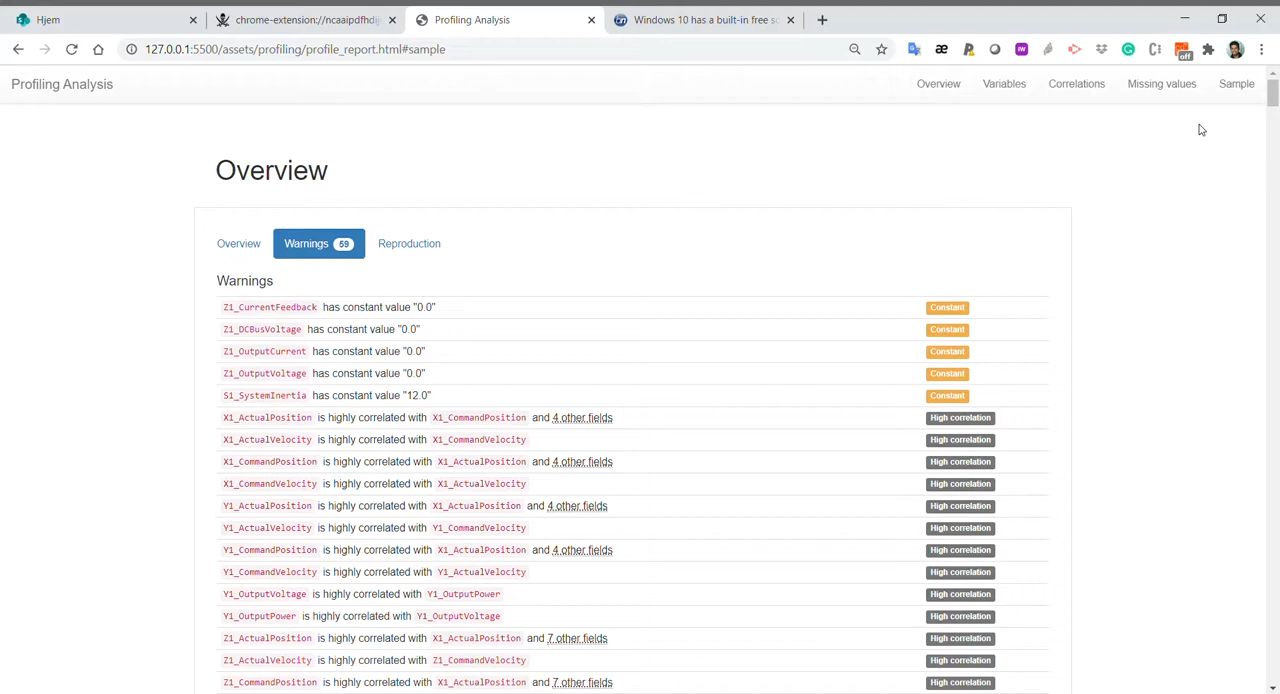 Hjem
chrome-extension://ncaaipdfhdij
Profiling Analysis
Windows 10 has a built-in free s
127.0.0.1:5500/assets/profiling/profile_report.html#sample
off
Profiling Analysis
Overview
Variables
Correlations
Missing values
Sample
Overview
Overview
Warnings 59
Reproduction
Warnings
Z1_CurrentFeedback has constant value "0.0" Constant
Z1_DCBusVoltage has constant value "0.0" Constant
Z1_OutputCurrent has constant value "0.0" Constant
Z1_OutputVoltage has constant value "0.0" Constant
S1_SystemInertia has constant value "12.0" Constant
X1_ActualPosition is highly correlated with X1_CommandPosition and 4 other fields High correlation
X1_ActualVelocity is highly correlated with X1_CommandVelocity High correlation
X1_CommandPosition is highly correlated with X1_ActualPosition and 4 other fields High correlation
X1_CommandVelocity is highly correlated with X1_ActualVelocity High correlation
Y1_ActualPosition is highly correlated with X1_ActualPosition and 4 other fields High correlation
Y1_ActualVelocity is highly correlated with Y1_CommandVelocity High correlation
Y1_CommandPosition is highly correlated with X1_ActualPosition and 4 other fields High correlation
Y1_CommandVelocity is highly correlated with Y1_ActualVelocity High correlation
Y1_OutputVoltage is highly correlated with Y1_OutputPower High correlation
Y1_OutputPower is highly correlated with Y1_OutputVoltage High correlation
Z1_ActualPosition is highly correlated with X1_ActualPosition and 7 other fields High correlation
Z1_ActualVelocity is highly correlated with Z1_CommandVelocity High correlation
Z1_CommandPosition is highly correlated with X1_ActualPosition and 7 other fields High correlation